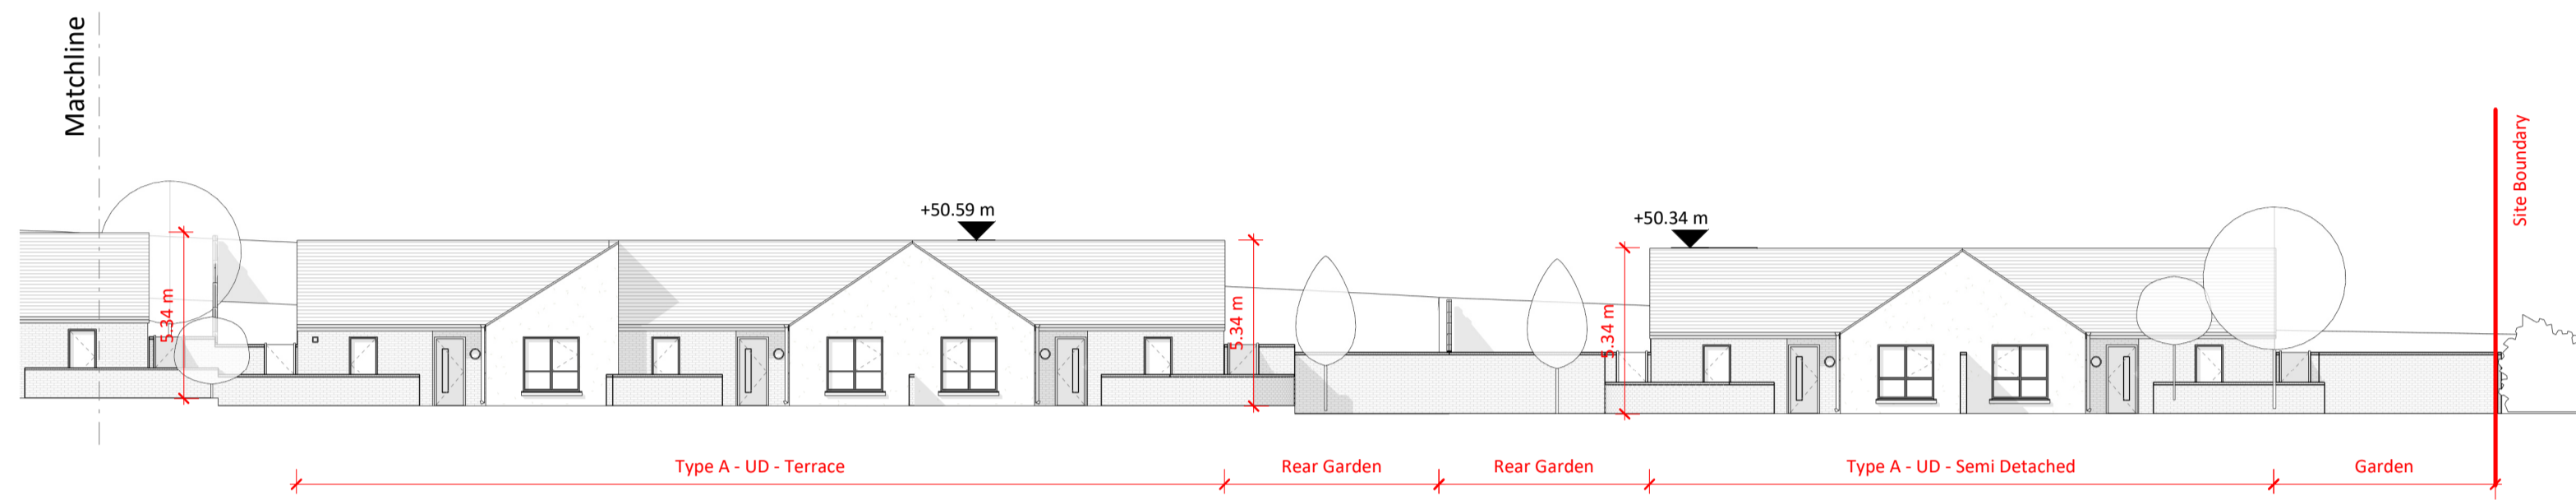 Matchline
+50.59 m
+50.34 m
Site Boundary
5.34 m
5.34 m
5.34 m
Type A - UD - Terrace
Rear Garden
Rear Garden
Type A - UD - Semi Detached
Garden